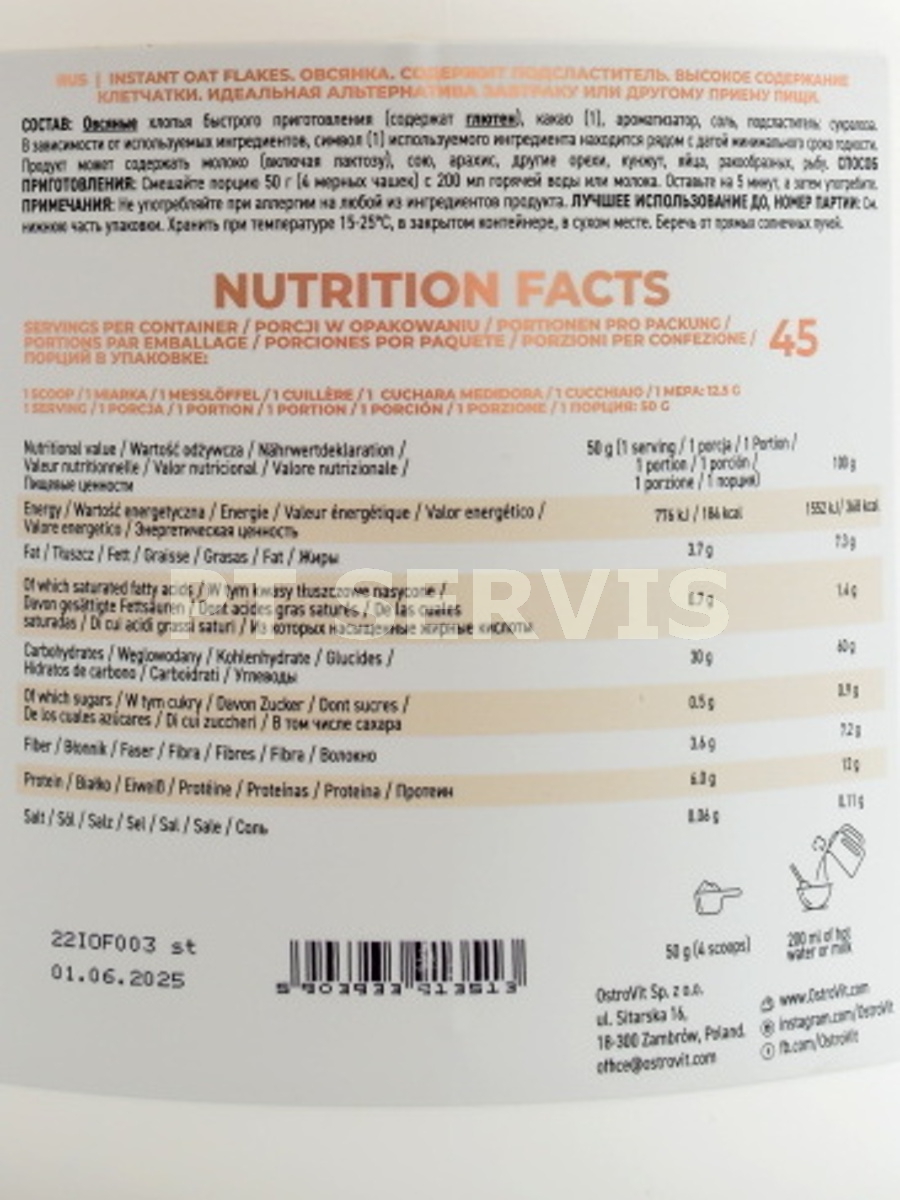 RUS | INSTANT OAT FLAKES. ОВСЯНКА. СОДЕРЖИТ ПОДСЛАСТИТЕЛЬ. ВЫСОКОЕ СОДЕРЖАНИЕ
КЛЕТЧАТКИ. ИДЕАЛЬНАЯ АЛЬТЕРНАТИВА ЗАВТРАКУ ИЛИ ДРУГОМУ ПРИЕМУ ПИЩИ.
СОСТАВ: Овсяные хлопья быстрого приготовления (содержат глютен), какао (1), ароматизатор, соль, подсластитель: сукралоза.
В зависимости от используемых ингредиентов, символ (1) используемого ингредиента находится рядом с датой минимального срока годности.
Продукт может содержать молоко (включая лактозу), сою, арахис, другие орехи, кунжут, яйца, ракообразных, рыбу. СПОСОБ
ПРИГОТОВЛЕНИЯ: Смешайте порцию 50 г (4 мерных чашек) с 200 мл горячей воды или молока. Оставьте на 5 минут, а затем употребите.
ПРИМЕЧАНИЯ: Не употребляйте при аллергии на любой из ингредиентов продукта. ЛУЧШЕЕ ИСПОЛЬЗОВАНИЕ ДО, НОМЕР ПАРТИИ: См.
нижнюю часть упаковки. Хранить при температуре 15-25°C, в закрытом контейнере, в сухом месте. Беречь от прямых солнечных лучей.
NUTRITION FACTS
SERVINGS PER CONTAINER / PORCJI W OPAKOWANIU / PORTIONEN PRO PACKUNG /
PORTIONS PAR EMBALLAGE / PORCIONES POR PAQUETE / PORZIONI PER CONFEZIONE /
ПОРЦИЙ В УПАКОВКЕ:
45
1 SCOOP / 1 MIARKA / 1 MESSLÖFFEL / 1 CUILLÈRE / 1 CUCHARA MEDIDORA / 1 CUCCHIAIO / 1 МЕРА: 12.5 G
1 SERVING / 1 PORCJA / 1 PORTION / 1 PORTION / 1 PORCIÓN / 1 PORZIONE / 1 ПОРЦИЯ: 50 G
Nutritional value / Wartość odżywcza / Nährwertdeklaration /
Valeur nutritionnelle / Valor nutricional / Valore nutrizionale /
Пищевые ценности
50 g (1 serving / 1 porcja / 1 Portion /
1 portion / 1 porción /
1 porzione / 1 порция)
100 g
Energy / Wartość energetyczna / Energie / Valeur énergétique / Valor energético /
Valore energetico / Энергетическая ценность
776 kJ / 184 kcal
1552 kJ / 368 kcal
Fat / Tłuszcz / Fett / Graisse / Grasas / Fat / Жиры
3.7 g
7.3 g
Of which saturated fatty acids / W tym kwasy tłuszczowe nasycone /
Davon gesättigte Fettsäuren / Dont acides gras saturés / De las cuales
saturadas / Di cui acidi grassi saturi / Из которых насыщенные жирные кислоты
0.7 g
1.4 g
Carbohydrates / Węglowodany / Kohlenhydrate / Glucides /
Hidratos de carbono / Carboidrati / Углеводы
30 g
60 g
Of which sugars / W tym cukry / Davon Zucker / Dont sucres /
De los cuales azúcares / Di cui zuccheri / В том числе сахара
0.5 g
0.9 g
Fiber / Błonnik / Faser / Fibra / Fibres / Fibra / Волокно
3.6 g
7.2 g
Protein / Białko / Eiweiß / Protéine / Proteínas / Proteina / Протеин
6.0 g
12 g
Salt / Sól / Salz / Sel / Sal / Sale / Соль
0.06 g
0.11 g
PIT SERVIS
50 g (4 scoops)
200 ml of hot
water or milk
22IOF003 st
01.06.2025
5 903933 913513
OstroVit Sp. z o.o.
ul. Sitarska 16,
18-300 Zambrów, Poland.
office@ostrovit.com
www.OstroVit.com
instagram.com/OstroVit
fb.com/OstroVit